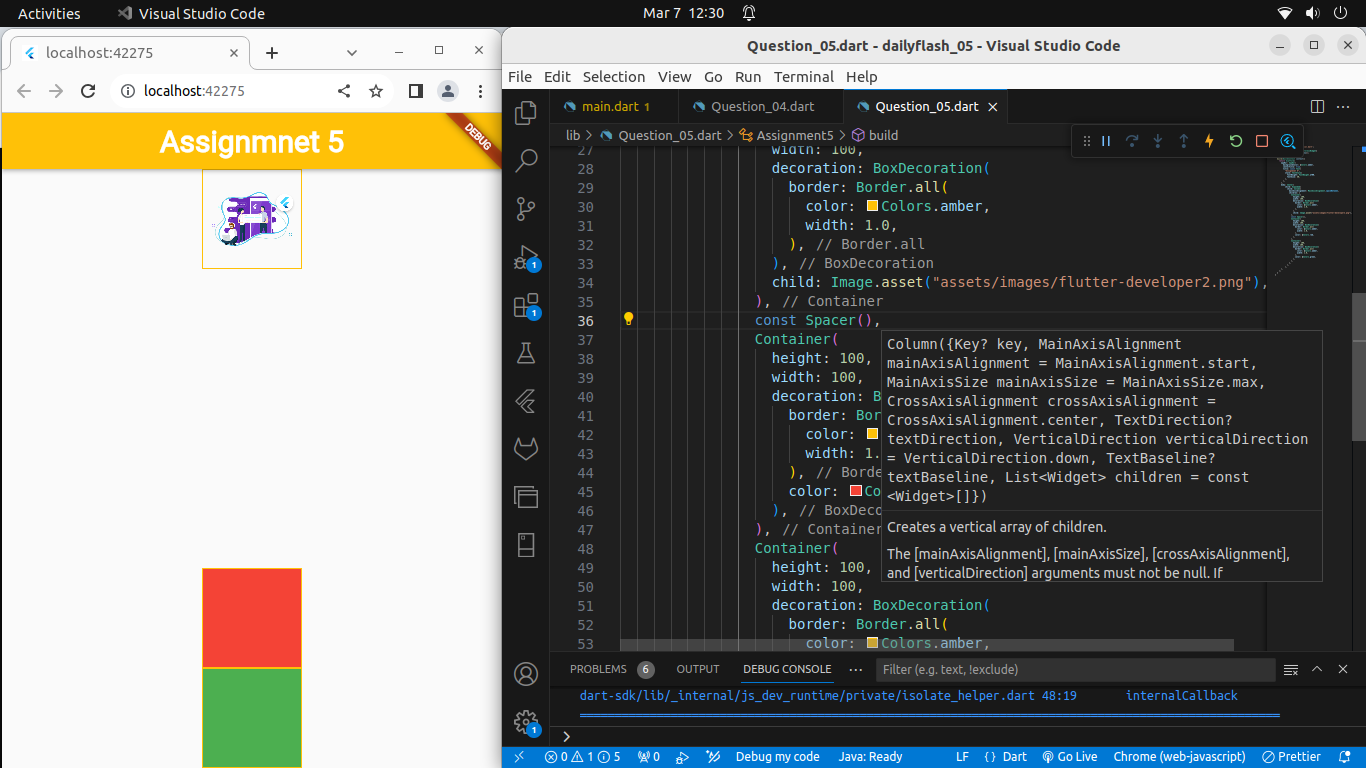 Activities
Visual Studio Code
Mar 7 12:30
localhost:42275
localhost:42275
Assignmnet 5
DEBUG
Question_05.dart - dailyflash_05 - Visual Studio Code
File Edit Selection View Go Run Terminal Help
main.dart 1
Question_04.dart
Question_05.dart
lib > Question_05.dart > Assignment5 > build
27 width: 100,
28 decoration: BoxDecoration(
29 border: Border.all(
30 color: Colors.amber,
31 width: 1.0,
32 ), // Border.all
33 ), // BoxDecoration
34 child: Image.asset("assets/images/flutter-developer2.png"),
35 ), // Container
36 const Spacer(),
37 Container(
38 height: 100,
39 width: 100,
40 decoration: B
41 border: Bor
42 color:
43 width: 1.
44 ), // Borde
45 color: Co
46 ), // BoxDeco
47 ), // Container
48 Container(
49 height: 100,
50 width: 100,
51 decoration: BoxDecoration(
52 border: Border.all(
53 color: Colors.amber,
Column({Key? key, MainAxisAlignment
mainAxisAlignment = MainAxisAlignment.start,
MainAxisSize mainAxisSize = MainAxisSize.max,
CrossAxisAlignment crossAxisAlignment =
CrossAxisAlignment.center, TextDirection?
textDirection, VerticalDirection verticalDirection
= VerticalDirection.down, TextBaseline?
textBaseline, List<Widget> children = const
<Widget>[]})
Creates a vertical array of children.
The [mainAxisAlignment], [mainAxisSize], [crossAxisAlignment],
and [verticalDirection] arguments must not be null. If
1
1
1
PROBLEMS 6 OUTPUT DEBUG CONSOLE ··· Filter (e.g. text, !exclude)
dart-sdk/lib/_internal/js_dev_runtime/private/isolate_helper.dart 48:19 internalCallback
>
0 1 5 0 Debug my code Java: Ready LF {} Dart Go Live Chrome (web-javascript) Prettier